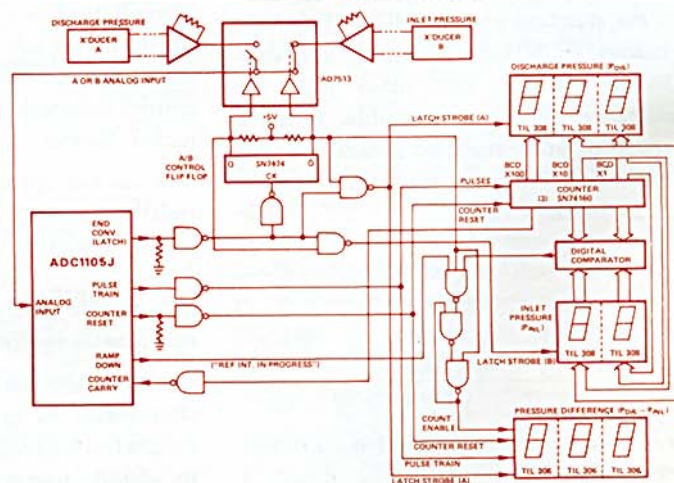 DISCHARGE PRESSURE
INLET PRESSURE
X'DUCER
A
X'DUCER
B
A OR B ANALOG INPUT
AD7513
DISCHARGE PRESSURE (P
+5V
LATCH STROBE (A)
TIL 308
TIL 308
TIL 308
A/B
CONTROL
FLIP FLOP
Q
SN7474
Q
CK
BCD
X100
BCD
X10
BCD
X1
PULSES
COUNTER
(3) SN74160
COUNTER
RESET
END
CONV
(LATCH)
ADC1105J
DIGITAL
COMPARATOR
ANALOG
INPUT
PULSE
TRAIN
COUNTER
RESET
INLET
PRESSURE
TIL 308
TIL 308
RAMP
DOWN
("REF INT. IN PROGRESS")
LATCH STROBE (B)
COUNTER
CARRY
COUNT
ENABLE
PRESSURE DIFFERENCE
COUNTER RESET
PULSE TRAIN
LATCH STROBE (A)
TIL 306
TIL 306
TIL 306